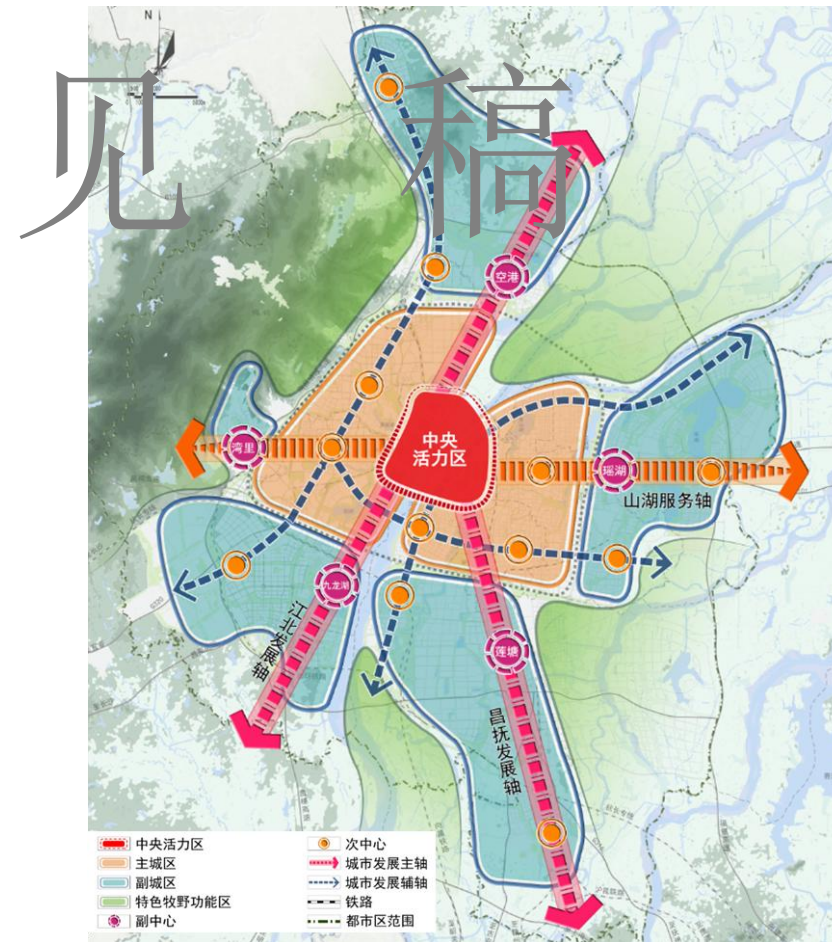 N
见 稿
空港
中央
活力区
湾里
瑶湖
山湖服务轴
九龙湖
江北发展轴
莲塘
昌抚发展轴
中央活力区
主城区
副城区
特色牧野功能区
副中心
次中心
城市发展主轴
城市发展辅轴
铁路
都市区范围